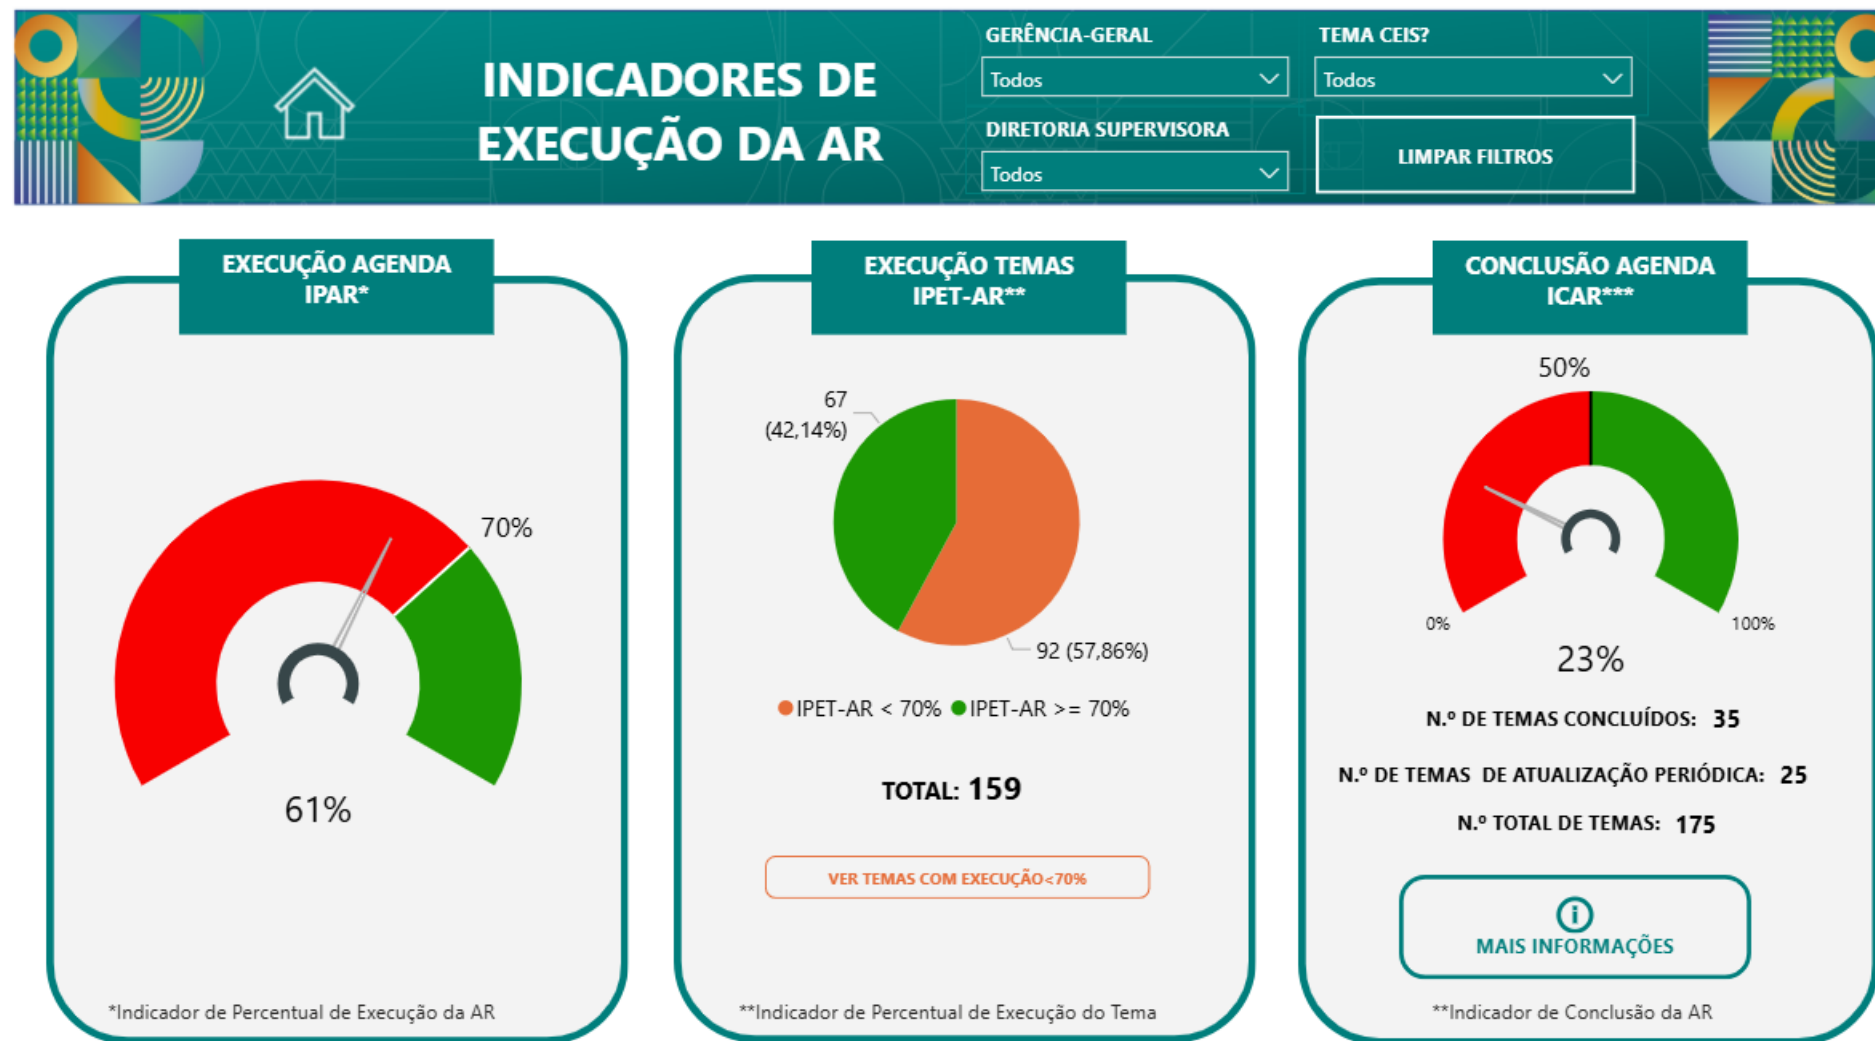 INDICADORES DE
EXECUÇÃO DA AR
GERÊNCIA-GERAL
Todos
TEMA CEIS?
Todos
DIRETORIA SUPERVISORA
Todos
LIMPAR FILTROS
EXECUÇÃO AGENDA
IPAR*
70%
61%
*Indicador de Percentual de Execução da AR
EXECUÇÃO TEMAS
IPET-AR**
67
(42,14%)
92 (57,86%)
IPET-AR < 70% IPET-AR >= 70%
TOTAL: 159
VER TEMAS COM EXECUÇÃO<70%
**Indicador de Percentual de Execução do Tema
CONCLUSÃO AGENDA
ICAR***
50%
0%
100%
23%
N.º DE TEMAS CONCLUÍDOS: 35
N.º DE TEMAS DE ATUALIZAÇÃO PERIÓDICA: 25
N.º TOTAL DE TEMAS: 175
MAIS INFORMAÇÕES
**Indicador de Conclusão da AR